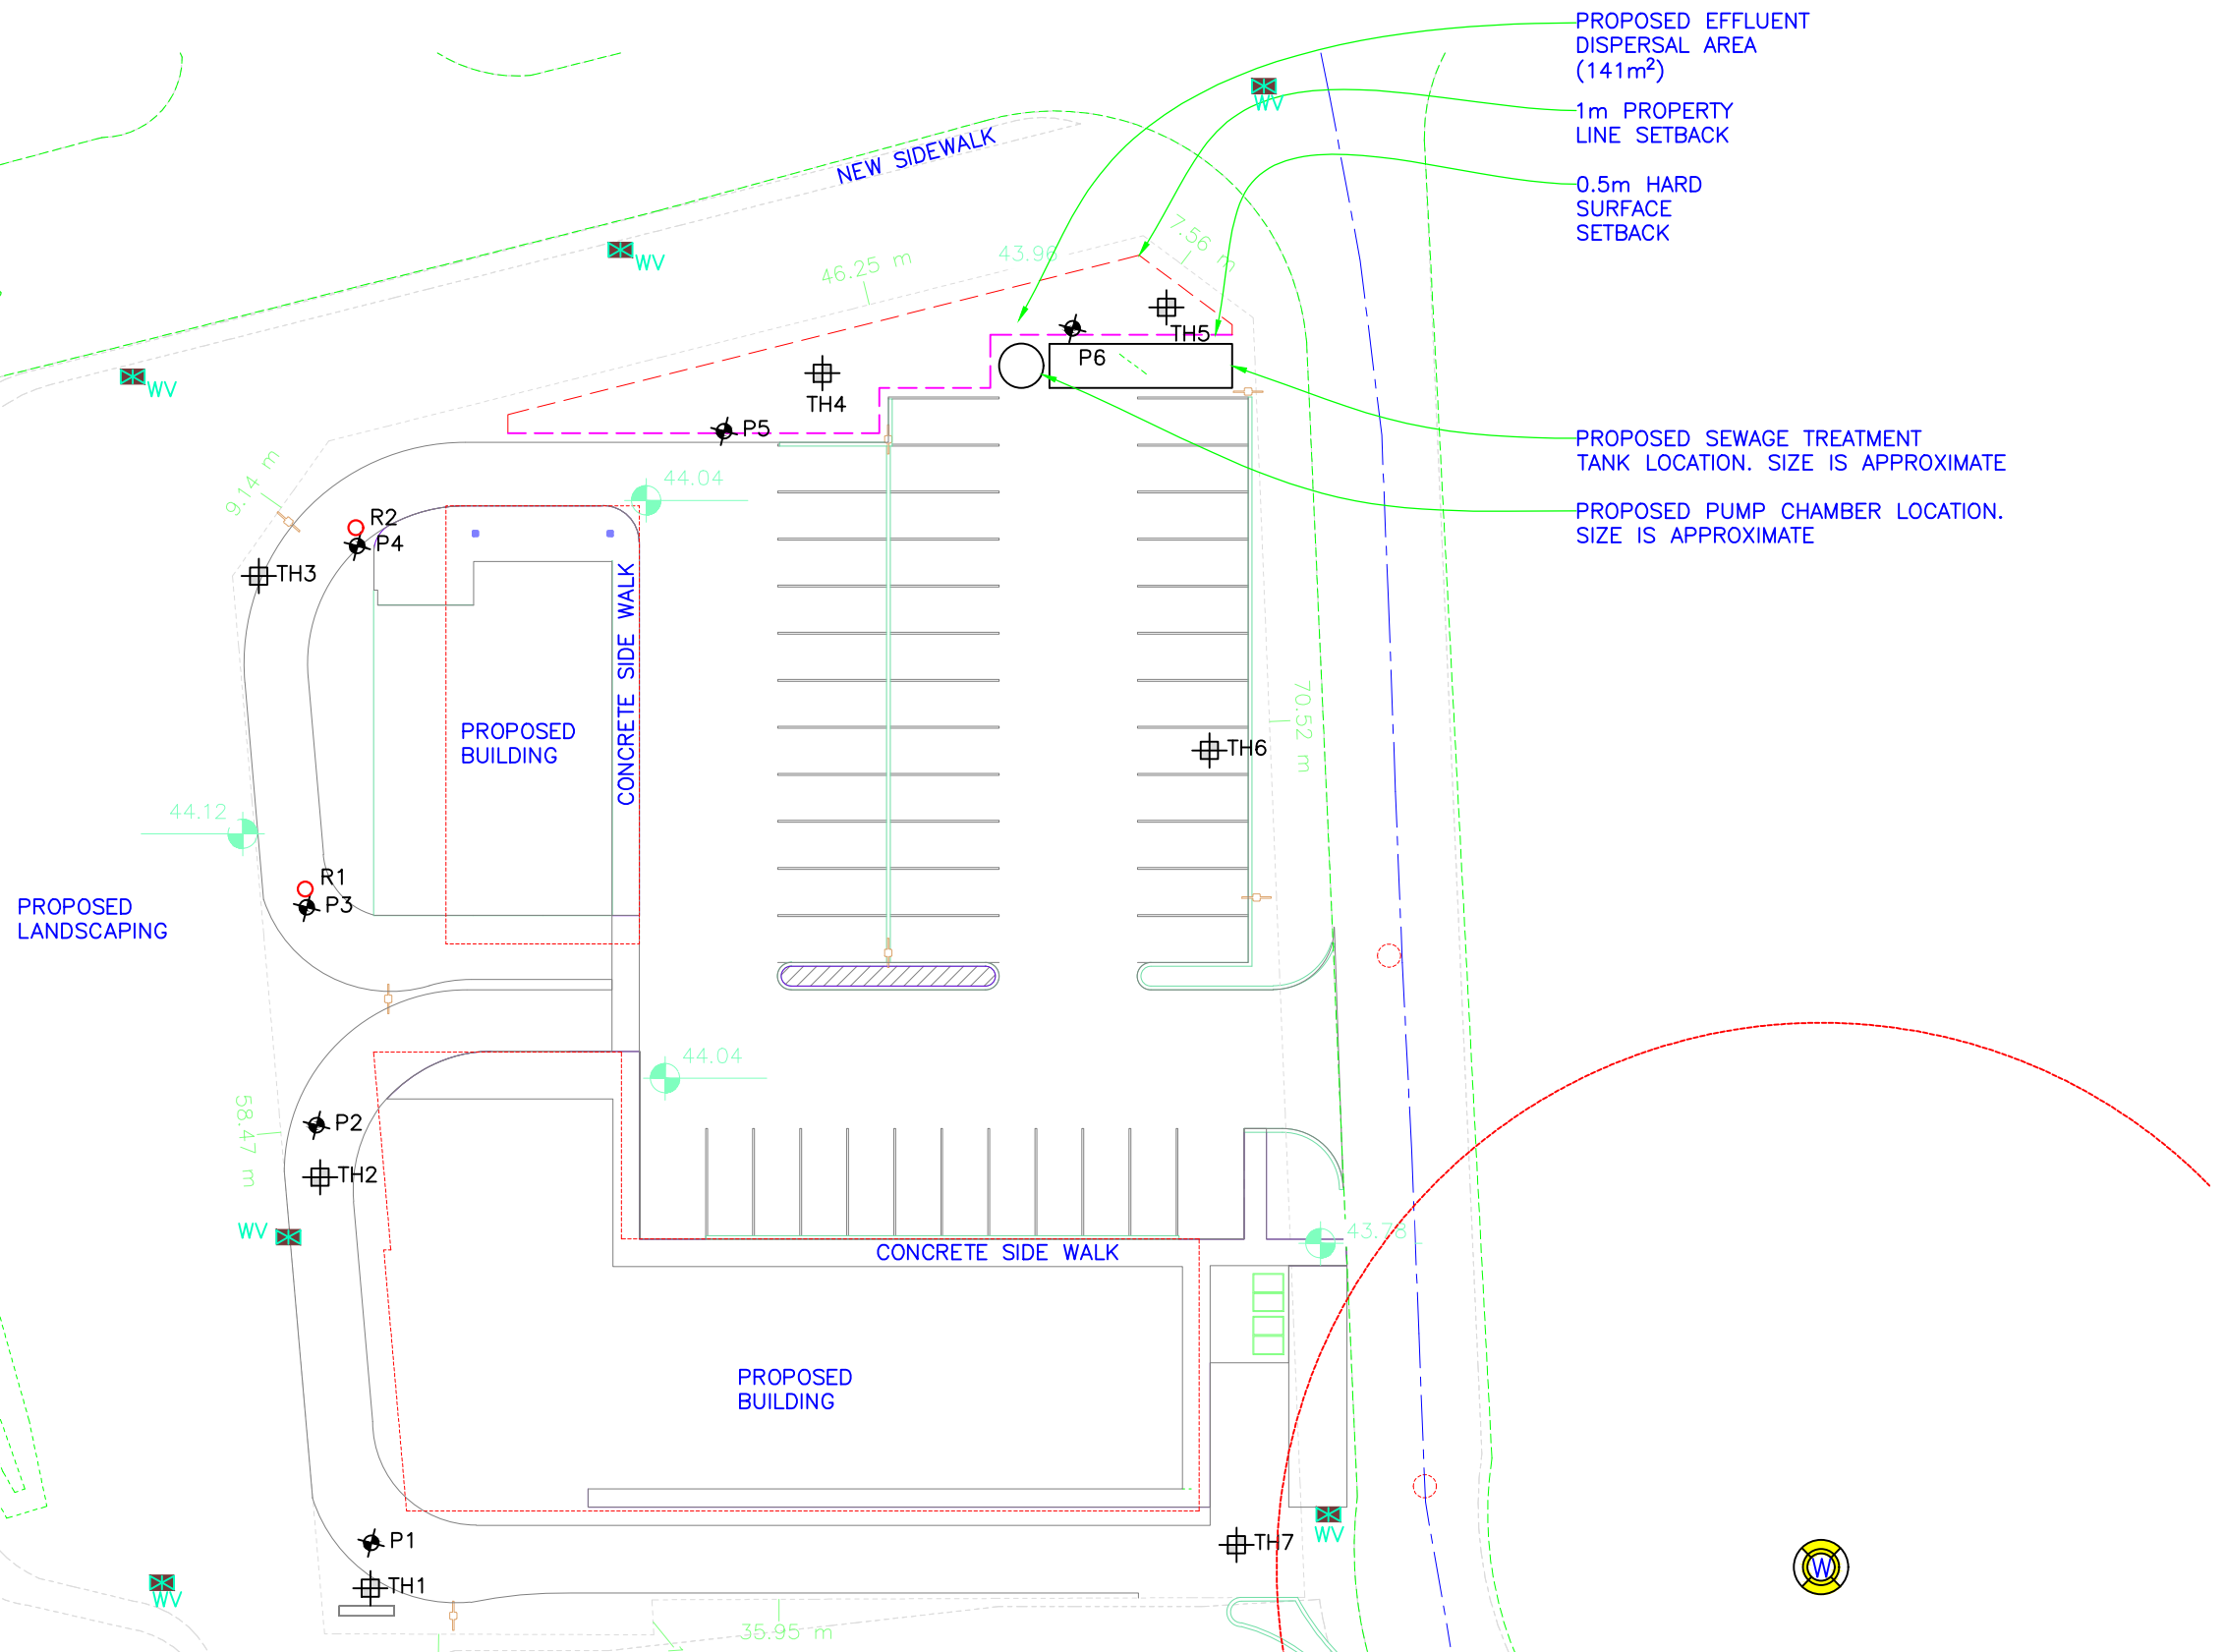 PROPOSED EFFLUENT
DISPERSAL AREA
(141m²)
WV
1m PROPERTY
LINE SETBACK
NEW SIDEWALK
0.5m HARD
SURFACE
SETBACK
WV
7.56 m
43.96
46.25 m
TH5
P6
WV
TH4
P5
PROPOSED SEWAGE TREATMENT
TANK LOCATION. SIZE IS APPROXIMATE
9.14 m
44.04
PROPOSED PUMP CHAMBER LOCATION.
SIZE IS APPROXIMATE
R2
P4
TH3
CONCRETE SIDE WALK
PROPOSED
BUILDING
70.52 m
TH6
44.12
R1
P3
PROPOSED
LANDSCAPING
44.04
58.47 m
P2
TH2
WV
43.78
CONCRETE SIDE WALK
PROPOSED
BUILDING
P1
TH7
WV
W
TH1
WV
35.95 m